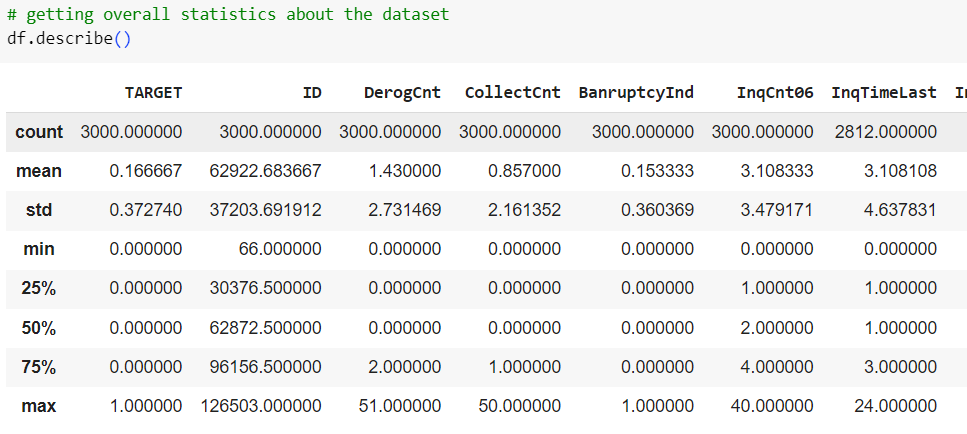 # getting overall statistics about the dataset
df.describe()
TARGET ID DerogCnt CollectCnt BanruptcyInd InqCnt06 InqTimeLast
count 3000.000000 3000.000000 3000.000000 3000.000000 3000.000000 3000.000000 2812.000000
mean 0.166667 62922.683667 1.430000 0.857000 0.153333 3.108333 3.108108
std 0.372740 37203.691912 2.731469 2.161352 0.360369 3.479171 4.637831
min 0.000000 66.000000 0.000000 0.000000 0.000000 0.000000 0.000000
25% 0.000000 30376.500000 0.000000 0.000000 0.000000 1.000000 1.000000
50% 0.000000 62872.500000 0.000000 0.000000 0.000000 2.000000 1.000000
75% 0.000000 96156.500000 2.000000 1.000000 0.000000 4.000000 3.000000
max 1.000000 126503.000000 51.000000 50.000000 1.000000 40.000000 24.000000